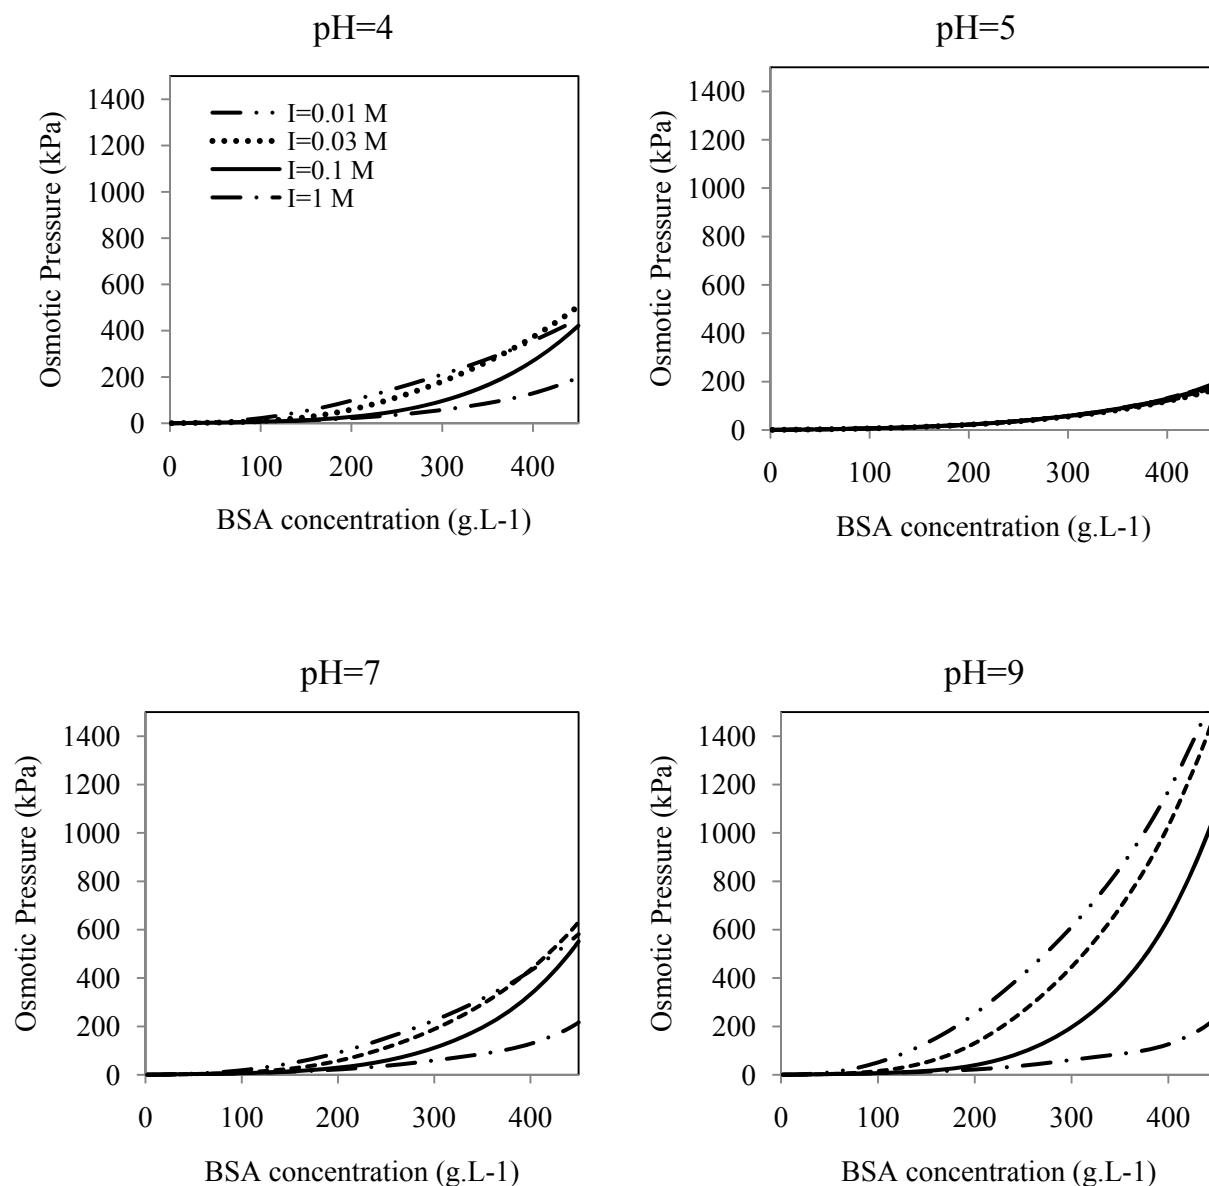 pH=4
1400
1200
1000
800
600
400
200
0
Osmotic Pressure (kPa)
I=0.01 M
I=0.03 M
I=0.1 M
I=1 M
0 100 200 300 400
BSA concentration (g.L-1)
pH=5
1400
1200
1000
800
600
400
200
0
Osmotic Pressure (kPa)
0 100 200 300 400
BSA concentration (g.L-1)
pH=7
1400
1200
1000
800
600
400
200
0
Osmotic Pressure (kPa)
0 100 200 300 400
BSA concentration (g.L-1)
pH=9
1400
1200
1000
800
600
400
200
0
Osmotic Pressure (kPa)
0 100 200 300 400
BSA concentration (g.L-1)